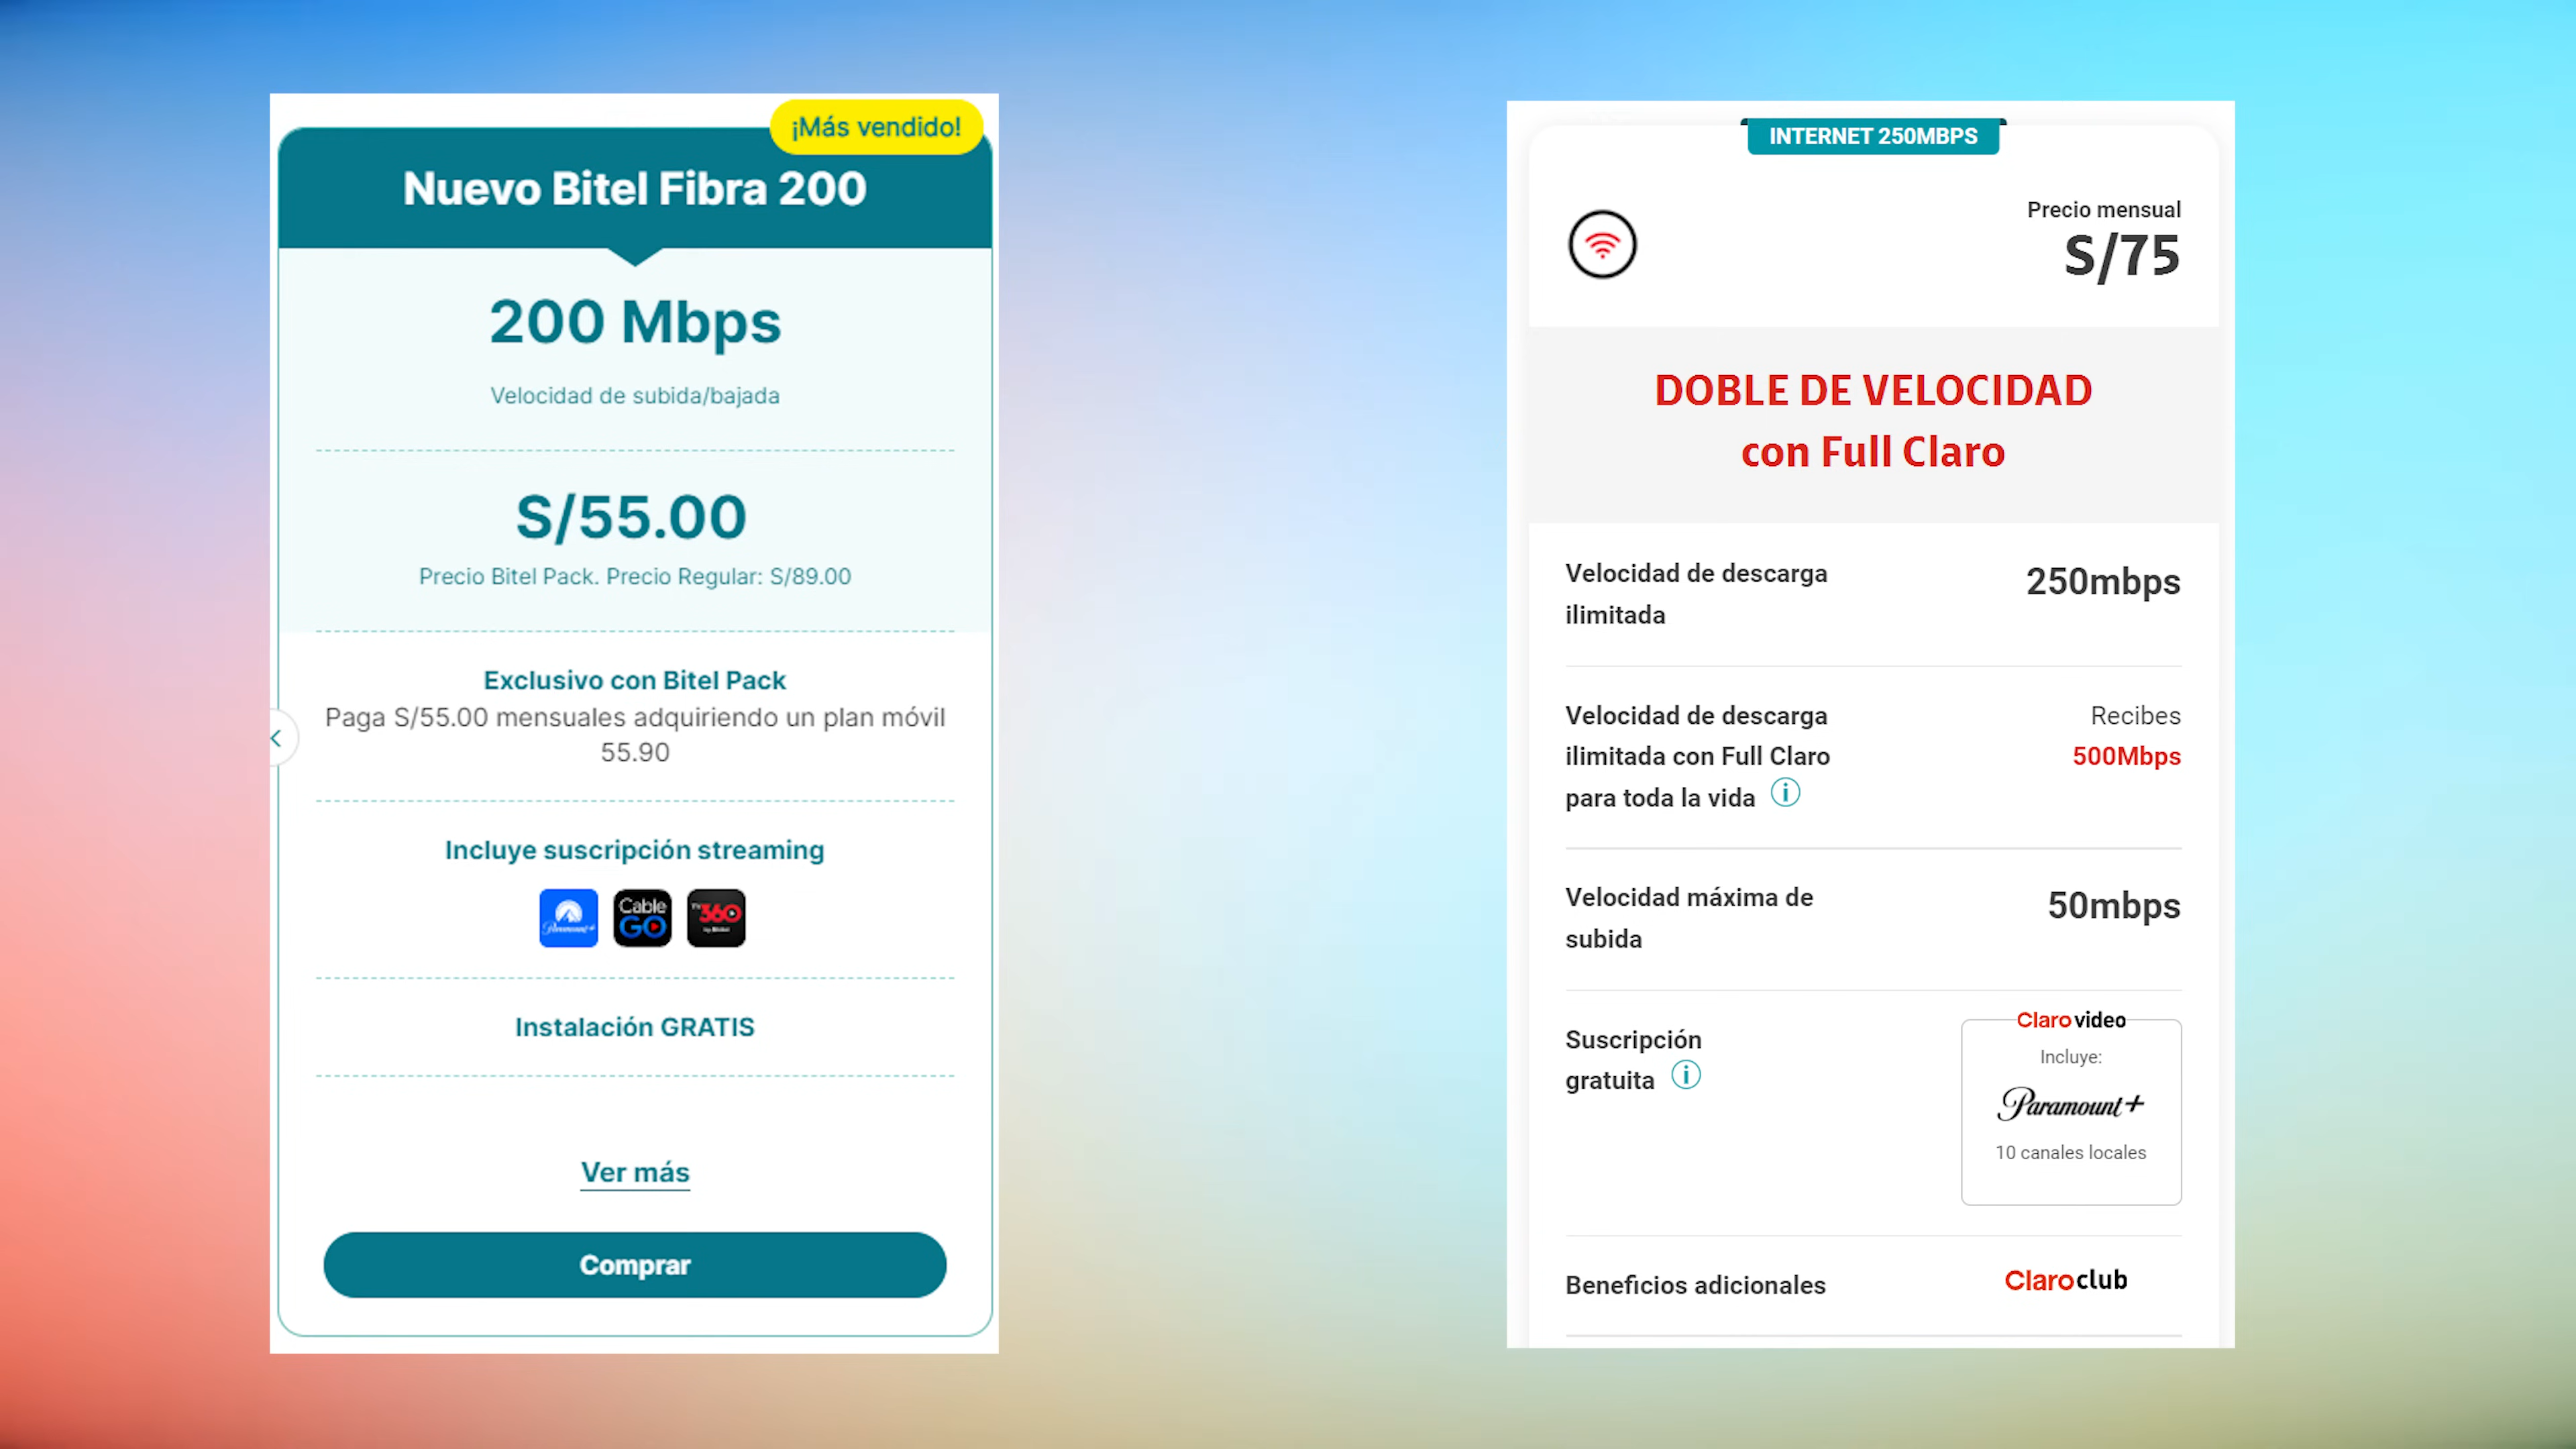 ¡Más vendido!
Nuevo Bitel Fibra 200
200 Mbps
Velocidad de subida/bajada
S/55.00
Precio Bitel Pack. Precio Regular: S/89.00
Exclusivo con Bitel Pack
Paga S/55.00 mensuales adquiriendo un plan móvil
55.90
Incluye suscripción streaming
Paramount+
Cable
GO
TV360
by Bitel
Instalación GRATIS
Ver más
Comprar
INTERNET 250MBPS
Precio mensual
S/75
DOBLE DE VELOCIDAD
con Full Claro
Velocidad de descarga
ilimitada
250mbps
Velocidad de descarga
ilimitada con Full Claro
para toda la vida
Recibes
500Mbps
Velocidad máxima de
subida
50mbps
Suscripción
gratuita
Claro video
Incluye:
Paramount+
10 canales locales
Beneficios adicionales
Claro club